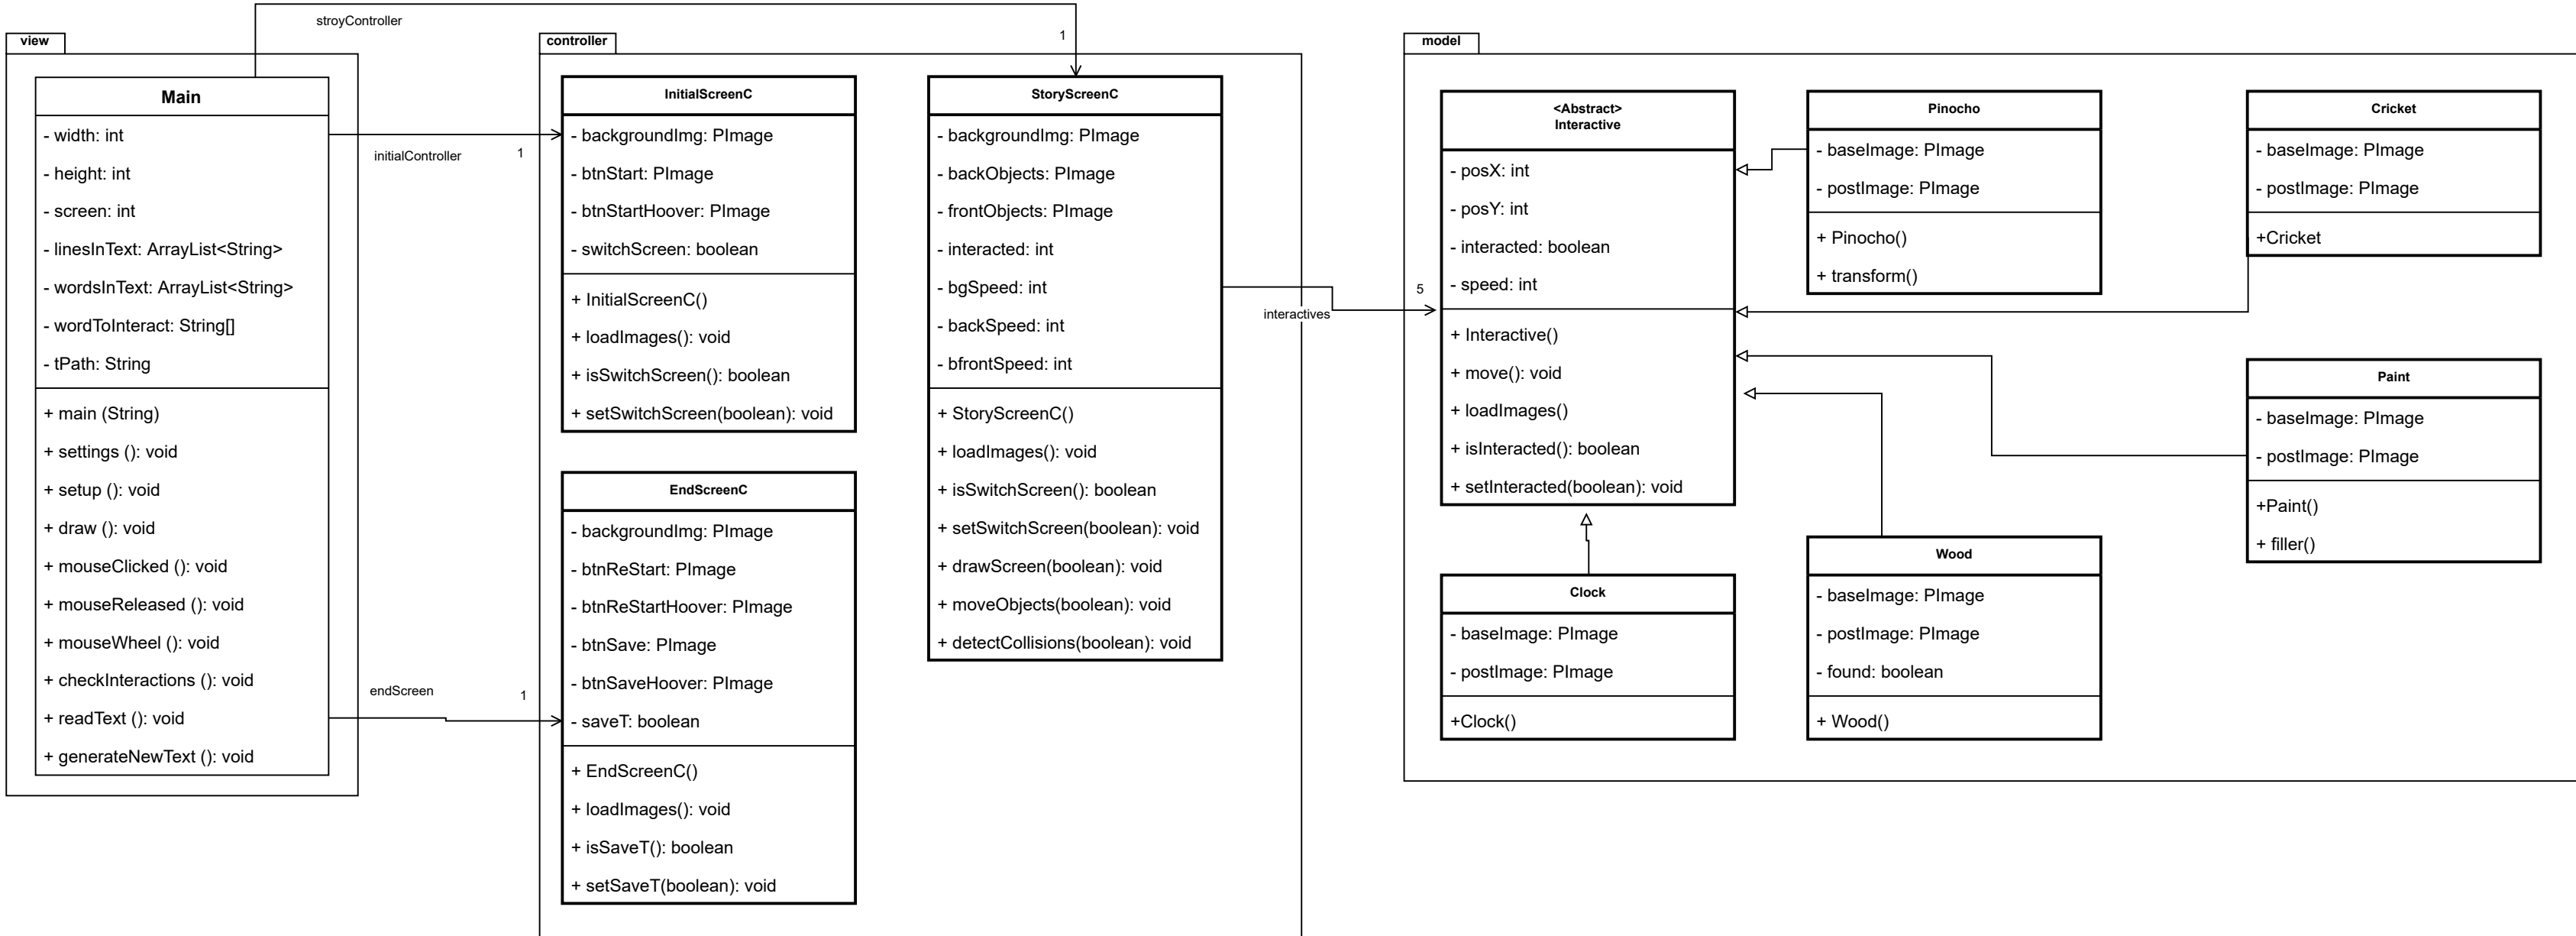 stroyController
1
view
Main
- width: int
- height: int
- screen: int
- linesInText: ArrayList<String>
- wordsInText: ArrayList<String>
- wordToInteract: String[]
- tPath: String
+ main (String)
+ settings (): void
+ setup (): void
+ draw (): void
+ mouseClicked (): void
+ mouseReleased (): void
+ mouseWheel (): void
+ checkInteractions (): void
+ readText (): void
+ generateNewText (): void
initialController
1
endScreen
1
controller
InitialScreenC
- backgroundImg: PImage
- btnStart: PImage
- btnStartHoover: PImage
- switchScreen: boolean
+ InitialScreenC()
+ loadImages(): void
+ isSwitchScreen(): boolean
+ setSwitchScreen(boolean): void
EndScreenC
- backgroundImg: PImage
- btnReStart: PImage
- btnReStartHoover: PImage
- btnSave: PImage
- btnSaveHoover: PImage
- saveT: boolean
+ EndScreenC()
+ loadImages(): void
+ isSaveT(): boolean
+ setSaveT(boolean): void
StoryScreenC
- backgroundImg: PImage
- backObjects: PImage
- frontObjects: PImage
- interacted: int
- bgSpeed: int
- backSpeed: int
- bfrontSpeed: int
+ StoryScreenC()
+ loadImages(): void
+ isSwitchScreen(): boolean
+ setSwitchScreen(boolean): void
+ drawScreen(boolean): void
+ moveObjects(boolean): void
+ detectCollisions(boolean): void
interactives
5
model
<Abstract>
Interactive
- posX: int
- posY: int
- interacted: boolean
- speed: int
+ Interactive()
+ move(): void
+ loadImages()
+ isInteracted(): boolean
+ setInteracted(boolean): void
Pinocho
- baseImage: PImage
- postImage: PImage
+ Pinocho()
+ transform()
Cricket
- baseImage: PImage
- postImage: PImage
+Cricket
Paint
- baseImage: PImage
- postImage: PImage
+Paint()
+ filler()
Clock
- baseImage: PImage
- postImage: PImage
+Clock()
Wood
- baseImage: PImage
- postImage: PImage
- found: boolean
+ Wood()